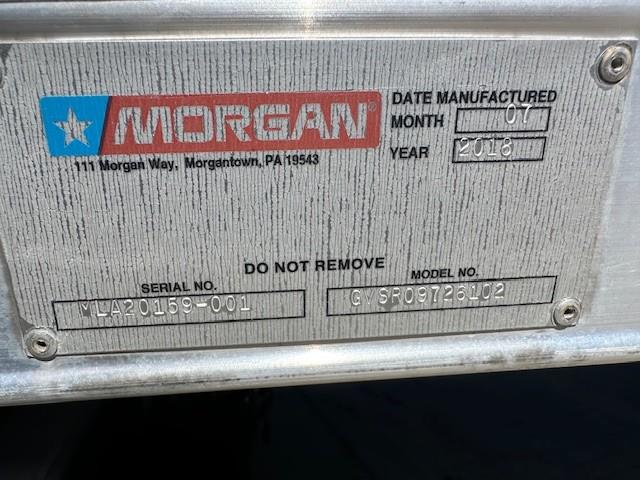 MORGAN®
111 Morgan Way, Morgantown, PA 19543
DATE MANUFACTURED
MONTH 07
YEAR 2018
DO NOT REMOVE
SERIAL NO.
MLA20159-001
MODEL NO.
GVSR09726102